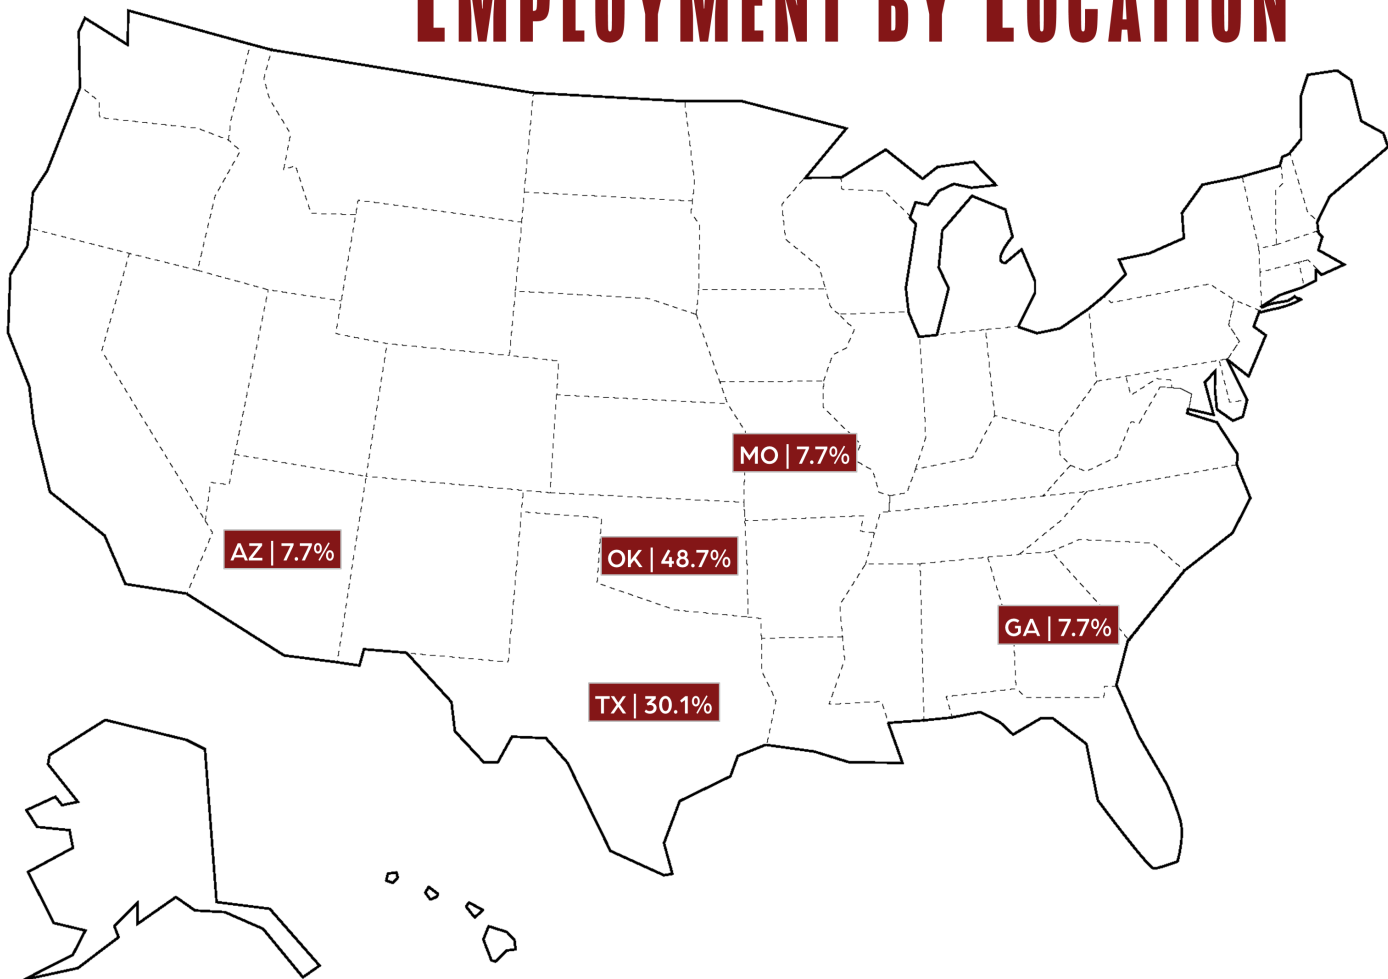 EMPLOYMENT BY LOCATION
MO | 7.7%
AZ | 7.7%
OK | 48.7%
GA | 7.7%
TX | 30.1%